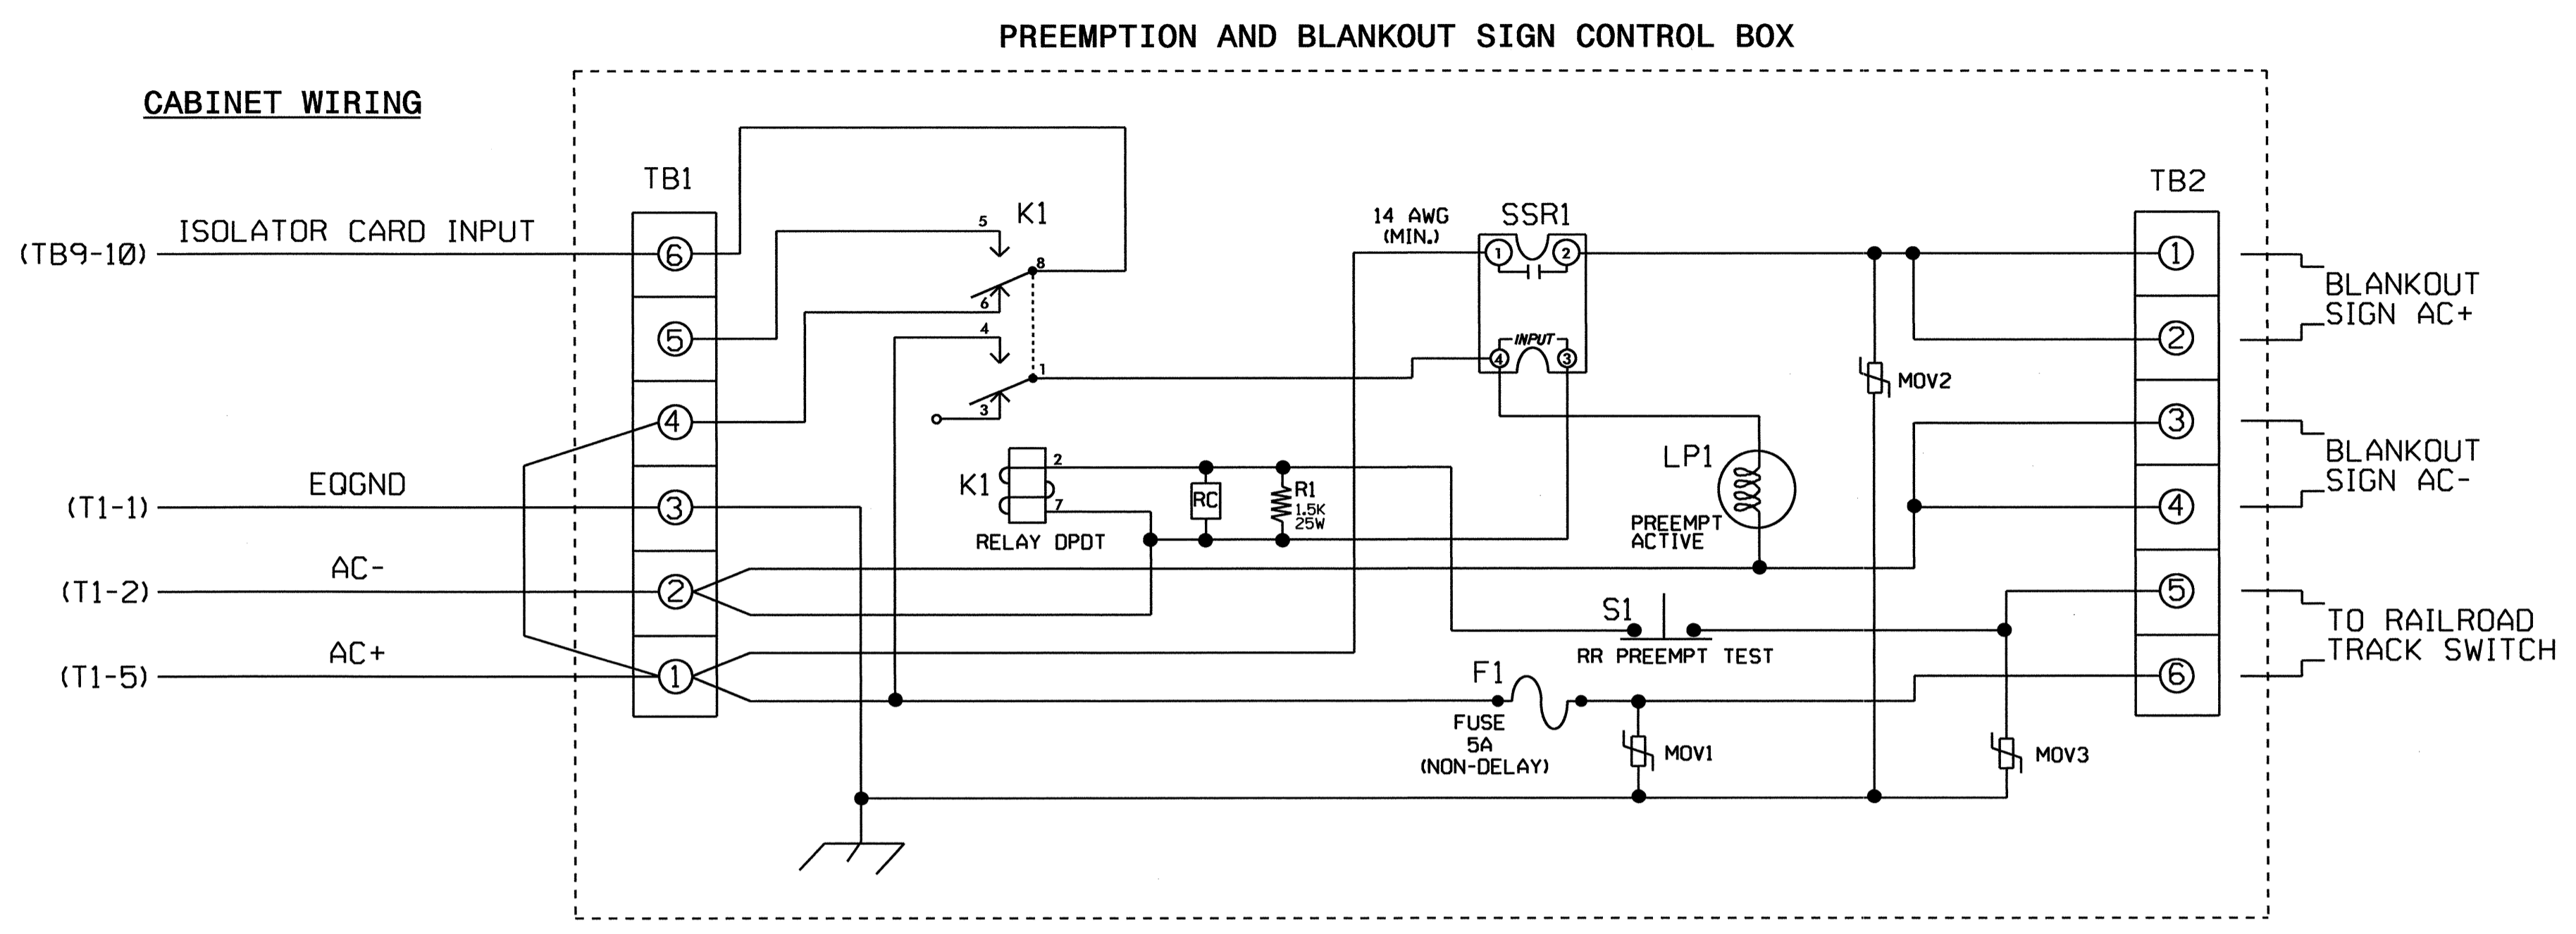 PREEMPTION AND BLANKOUT SIGN CONTROL BOX
CABINET WIRING
TB1
TB2
K1
5
8
6
4
1
3
14 AWG
(MIN.)
SSR1
1
2
INPUT
4
3
(TB9-10)
ISOLATOR CARD INPUT
6
5
4
(T1-1)
EQGND
3
(T1-2)
AC-
2
(T1-5)
AC+
1
K1
2
7
RELAY DPDT
RC
R1
1.5K
25W
LP1
PREEMPT
ACTIVE
MOV2
S1
RR PREEMPT TEST
F1
FUSE
5A
(NON-DELAY)
MOV1
MOV3
1
2
3
4
5
6
BLANKOUT
SIGN AC+
BLANKOUT
SIGN AC-
TO RAILROAD
TRACK SWITCH